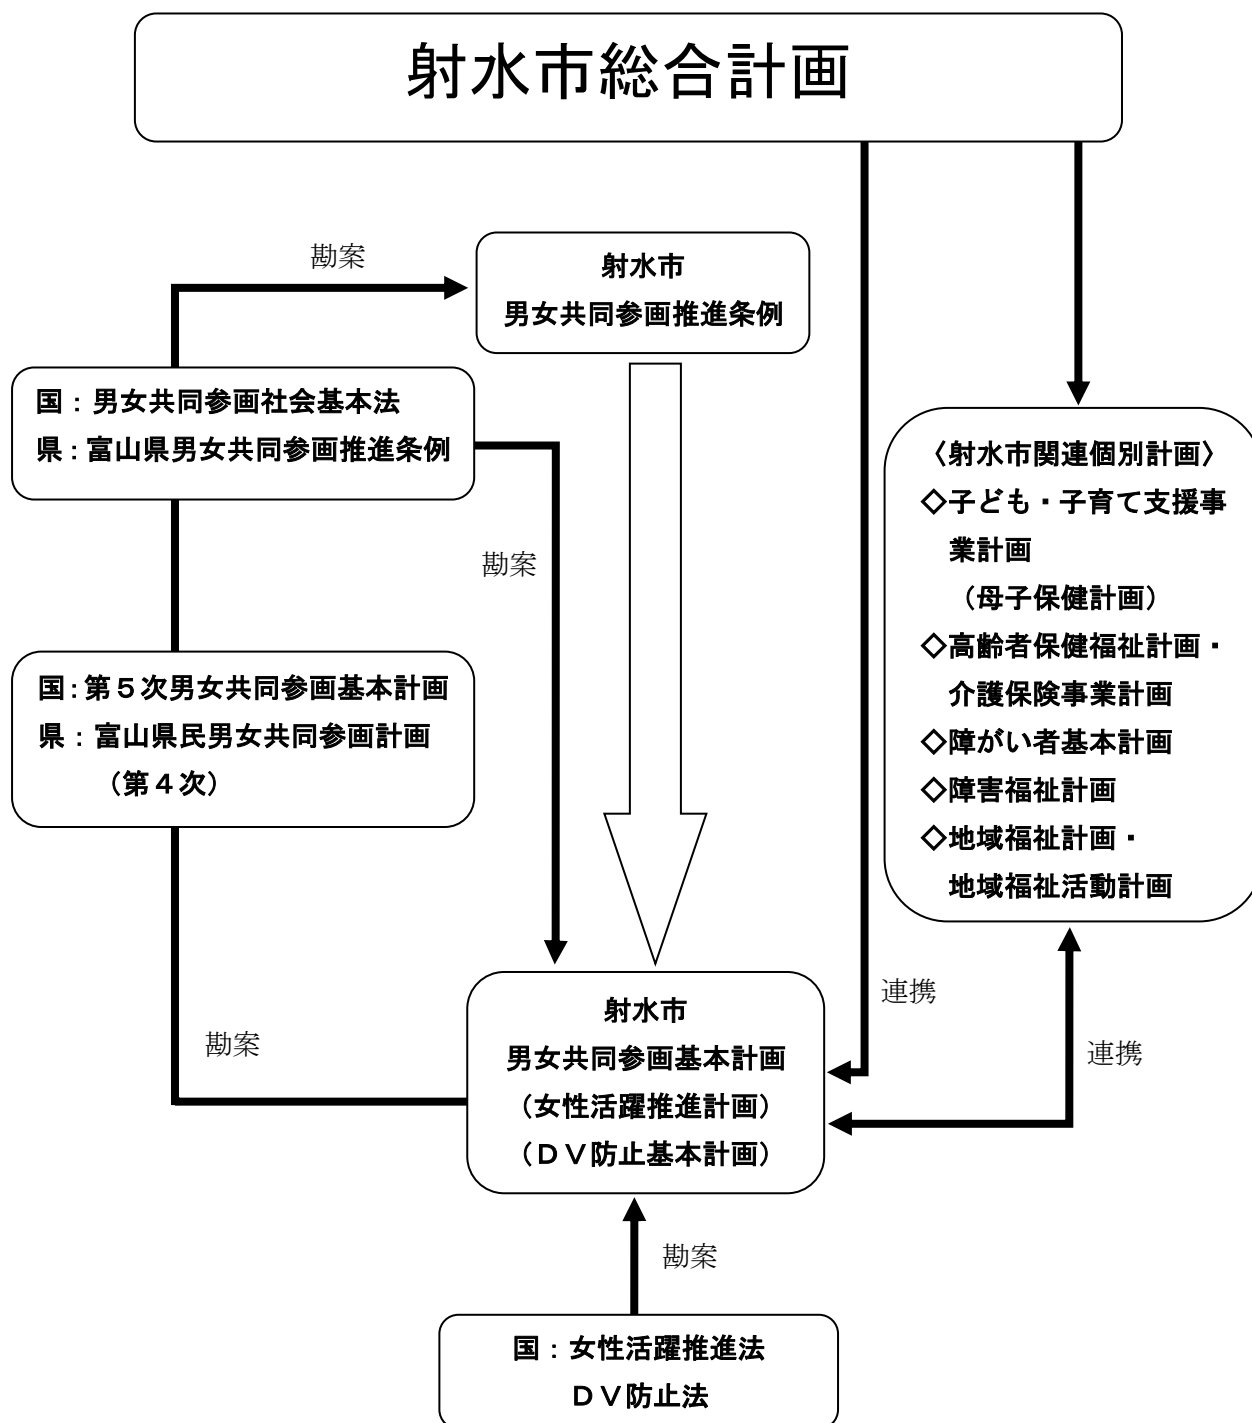 射水市総合計画
勘案
射水市
男女共同参画推進条例
国：男女共同参画社会基本法
県：富山県男女共同参画推進条例
勘案
〈射水市関連個別計画〉
◇子ども・子育て支援事
業計画
（母子保健計画）
◇高齢者保健福祉計画・
介護保険事業計画
◇障がい者基本計画
◇障害福祉計画
◇地域福祉計画・
地域福祉活動計画
国：第５次男女共同参画基本計画
県：富山県民男女共同参画計画
（第４次）
勘案
射水市
男女共同参画基本計画
（女性活躍推進計画）
（ＤＶ防止基本計画）
連携
連携
勘案
国：女性活躍推進法
ＤＶ防止法